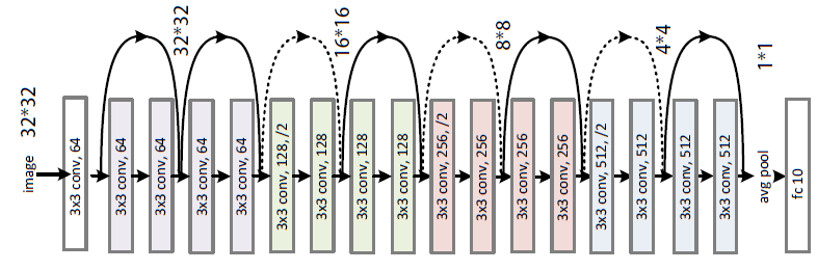 image
32*32
3x3 conv, 64
3x3 conv, 64
3x3 conv, 64
32*32
3x3 conv, 64
3x3 conv, 64
3x3 conv, 128, /2
3x3 conv, 128
16*16
3x3 conv, 128
3x3 conv, 128
3x3 conv, 256, /2
3x3 conv, 256
8*8
3x3 conv, 256
3x3 conv, 256
3x3 conv, 512, /2
3x3 conv, 512
4*4
3x3 conv, 512
3x3 conv, 512
1*1
avg pool
fc 10